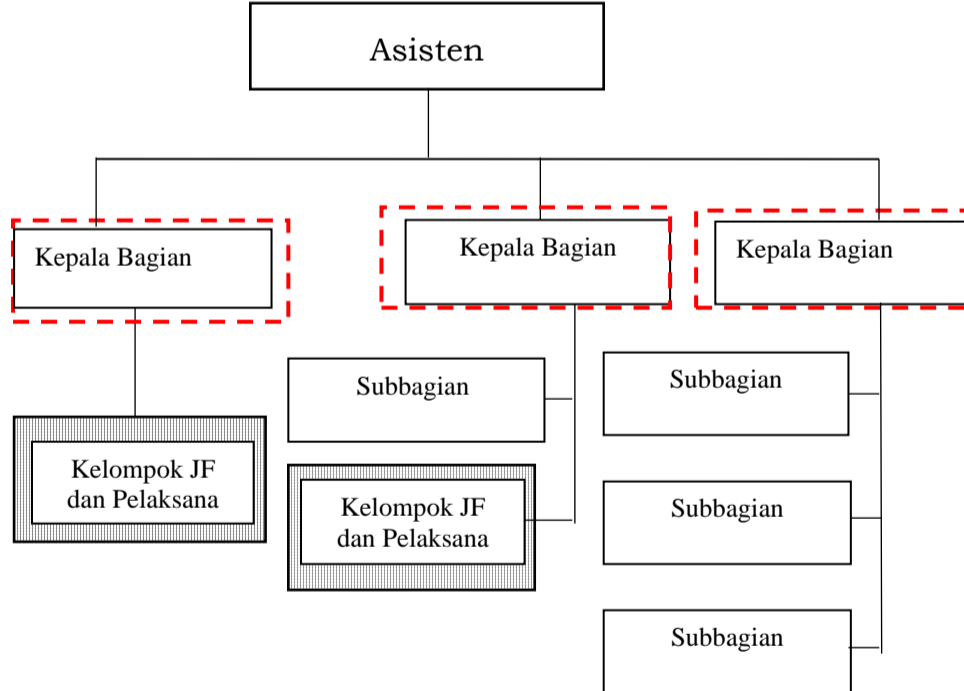 Asisten
Kepala Bagian
Kepala Bagian
Kepala Bagian
Subbagian
Subbagian
Kelompok JF
dan Pelaksana
Kelompok JF
dan Pelaksana
Subbagian
Subbagian